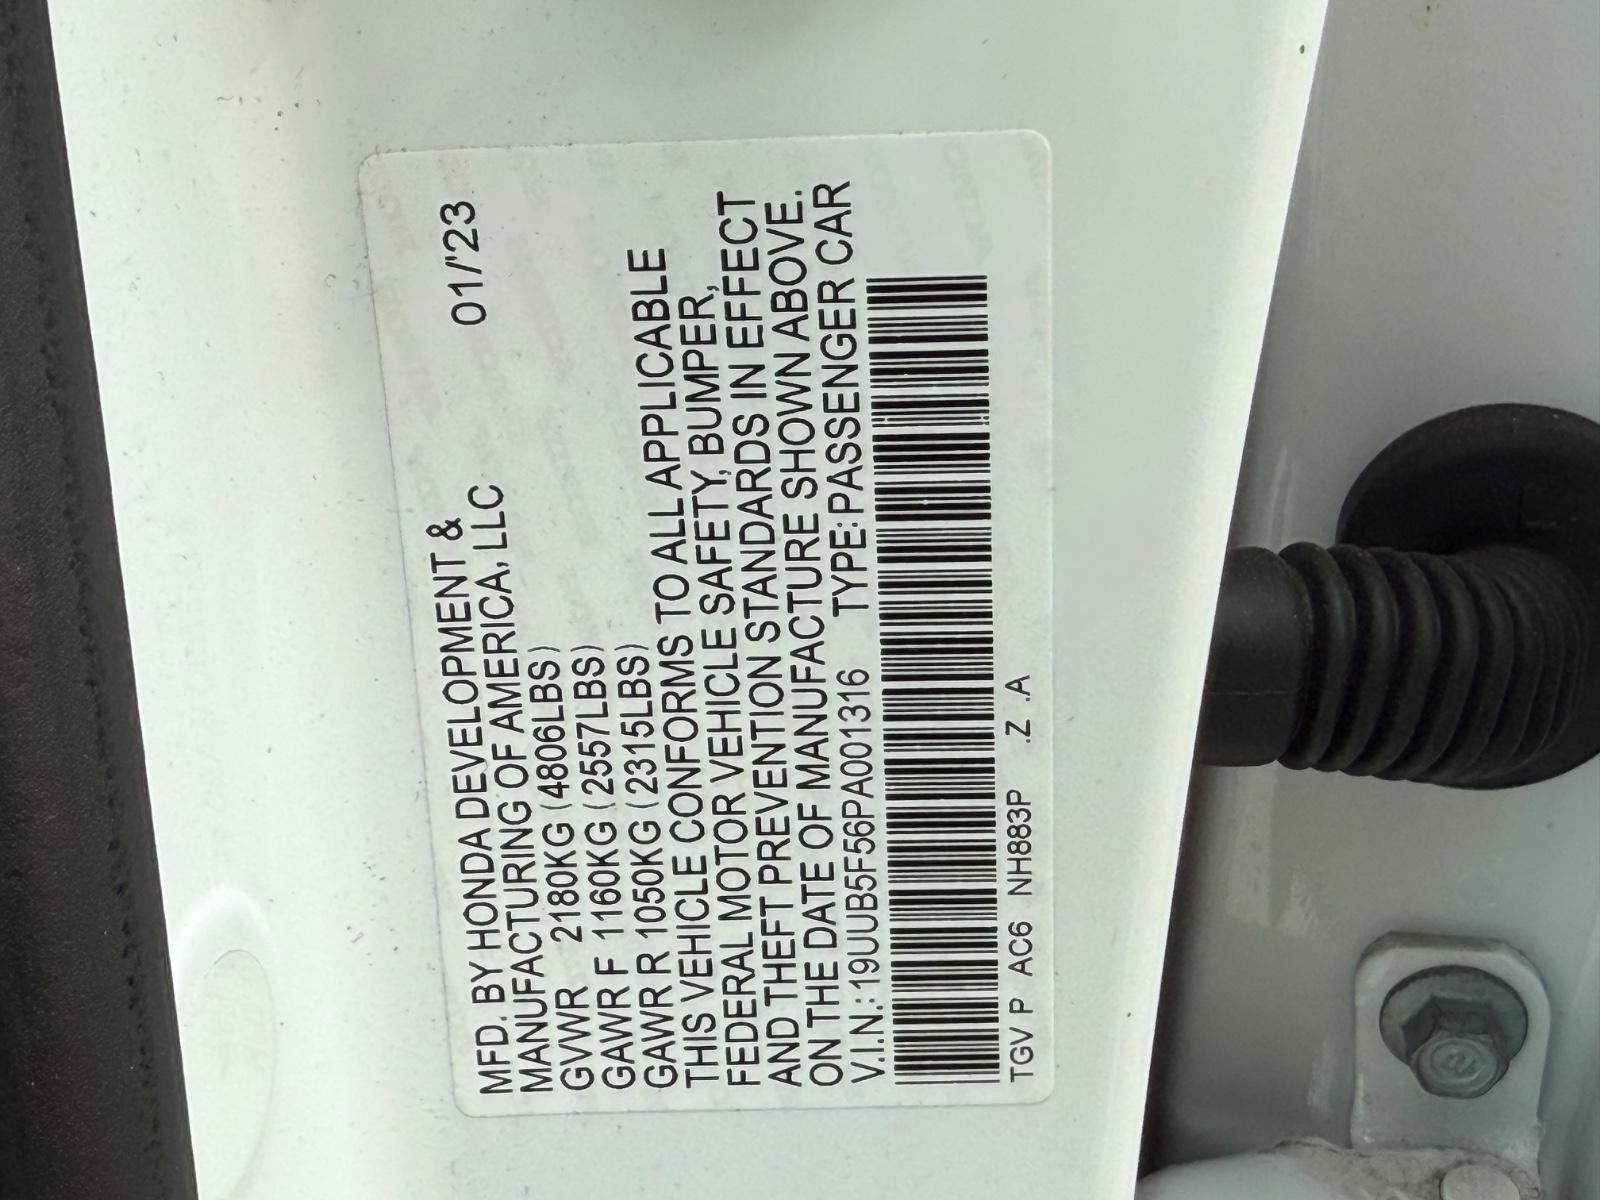 MFD. BY HONDA DEVELOPMENT &
MANUFACTURING OF AMERICA, LLC 01/'23
GVWR 2180KG (4806LBS)
GAWR F 1160KG (2557LBS)
GAWR R 1050KG (2315LBS)
THIS VEHICLE CONFORMS TO ALL APPLICABLE
FEDERAL MOTOR VEHICLE SAFETY, BUMPER,
AND THEFT PREVENTION STANDARDS IN EFFECT
ON THE DATE OF MANUFACTURE SHOWN ABOVE.
V.I.N.: 19UUB5F56PA001316 TYPE: PASSENGER CAR
TGV P AC6 NH883P .Z .A